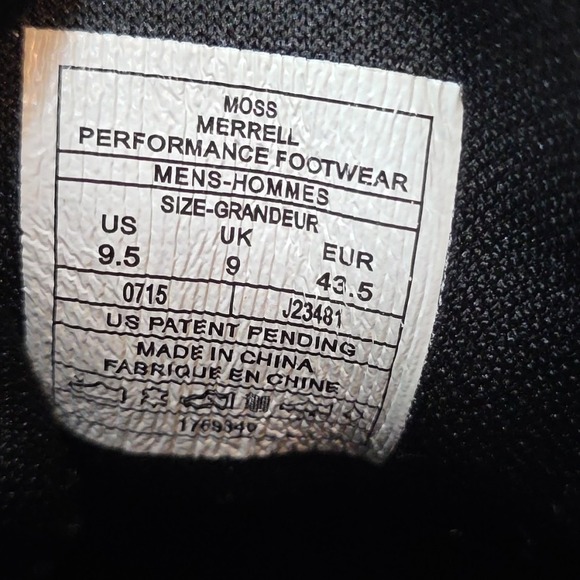 MOSS
MERRELL
PERFORMANCE FOOTWEAR
MENS-HOMMES
SIZE-GRANDEUR
US UK EUR
9.5 9 43.5
0715 J23481
US PATENT PENDING
MADE IN CHINA
FABRIQUE EN CHINE